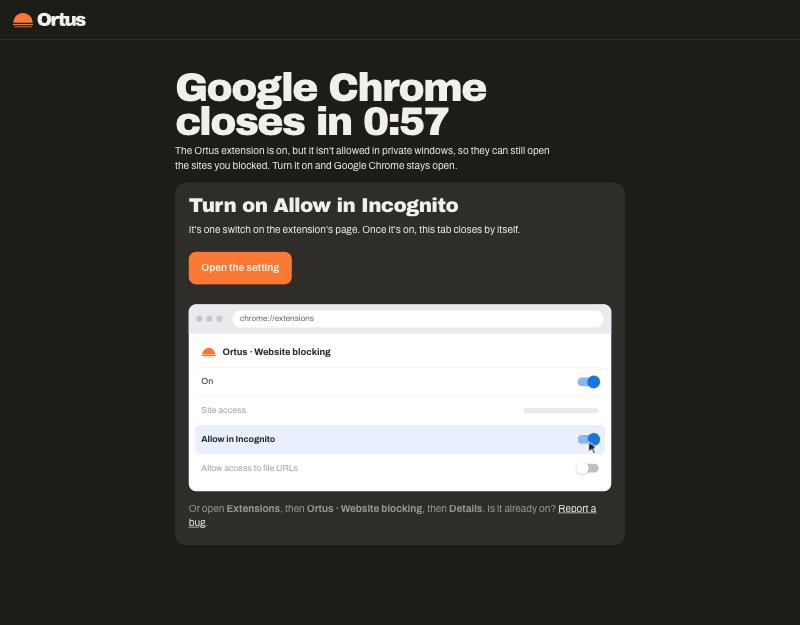 Ortus
Google Chrome
closes in 0:57
The Ortus extension is on, but it isn't allowed in private windows, so they can still open
the sites you blocked. Turn it on and Google Chrome stays open.
Turn on Allow in Incognito
It's one switch on the extension's page. Once it's on, this tab closes by itself.
Open the setting
chrome://extensions
Ortus · Website blocking
On
Site access
Allow in Incognito
Allow access to file URLs
Or open Extensions, then Ortus · Website blocking, then Details. Is it already on? Report a
bug.